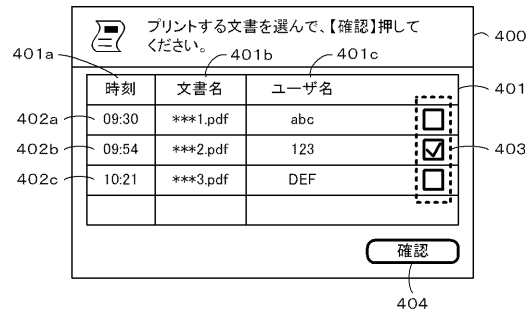 プリントする文書を選んで、【確認】押して
ください。
400
401a
401b
401c
401
時刻 文書名 ユーザ名
402a 09:30 ***1.pdf abc
402b 09:54 ***2.pdf 123 403
402c 10:21 ***3.pdf DEF
確認
404